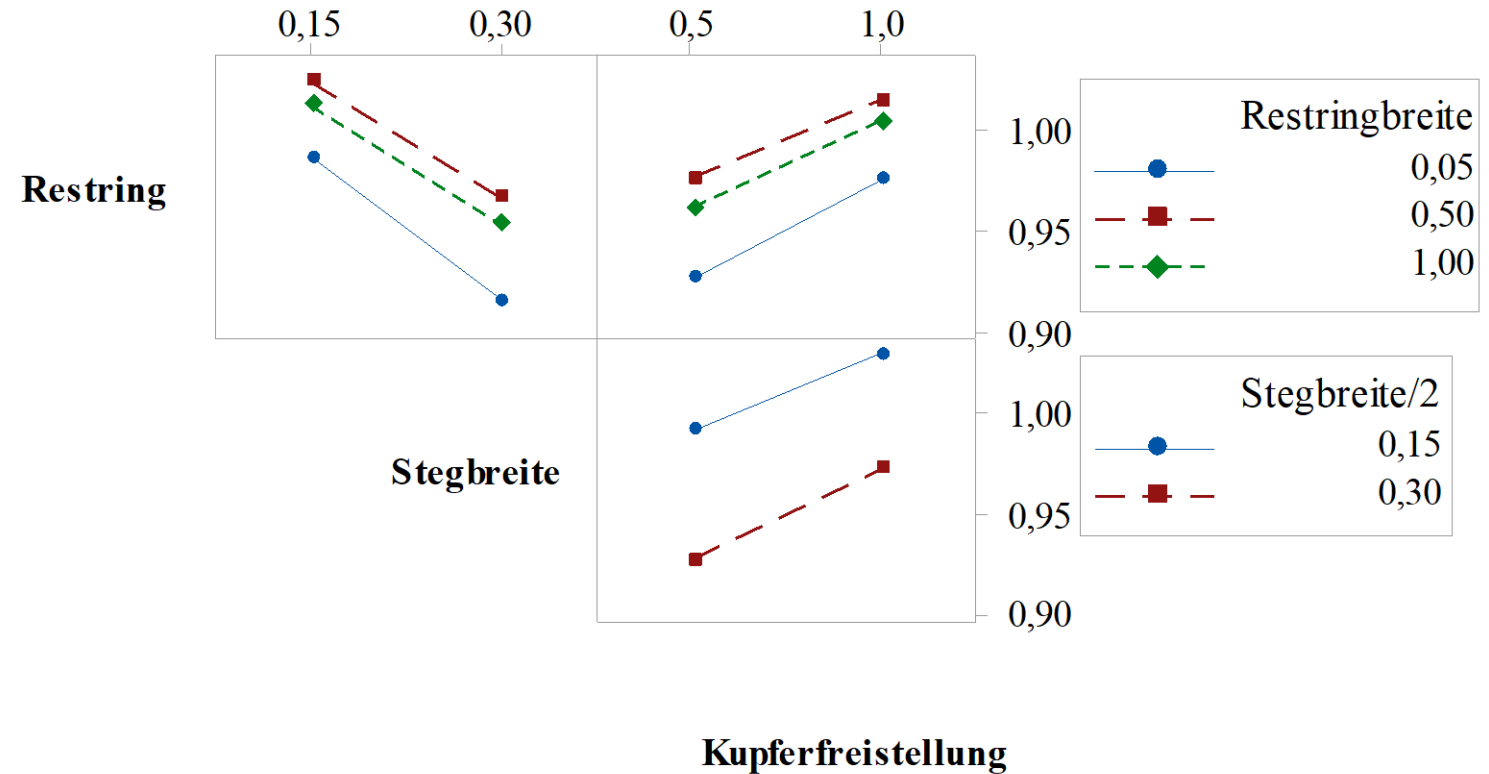 0,15 0,30 0,5 1,0
Restring
1,00
0,95
0,90
Restringbreite
0,05
0,50
1,00
Stegbreite
1,00
0,95
0,90
Stegbreite/2
0,15
0,30
Kupferfreistellung